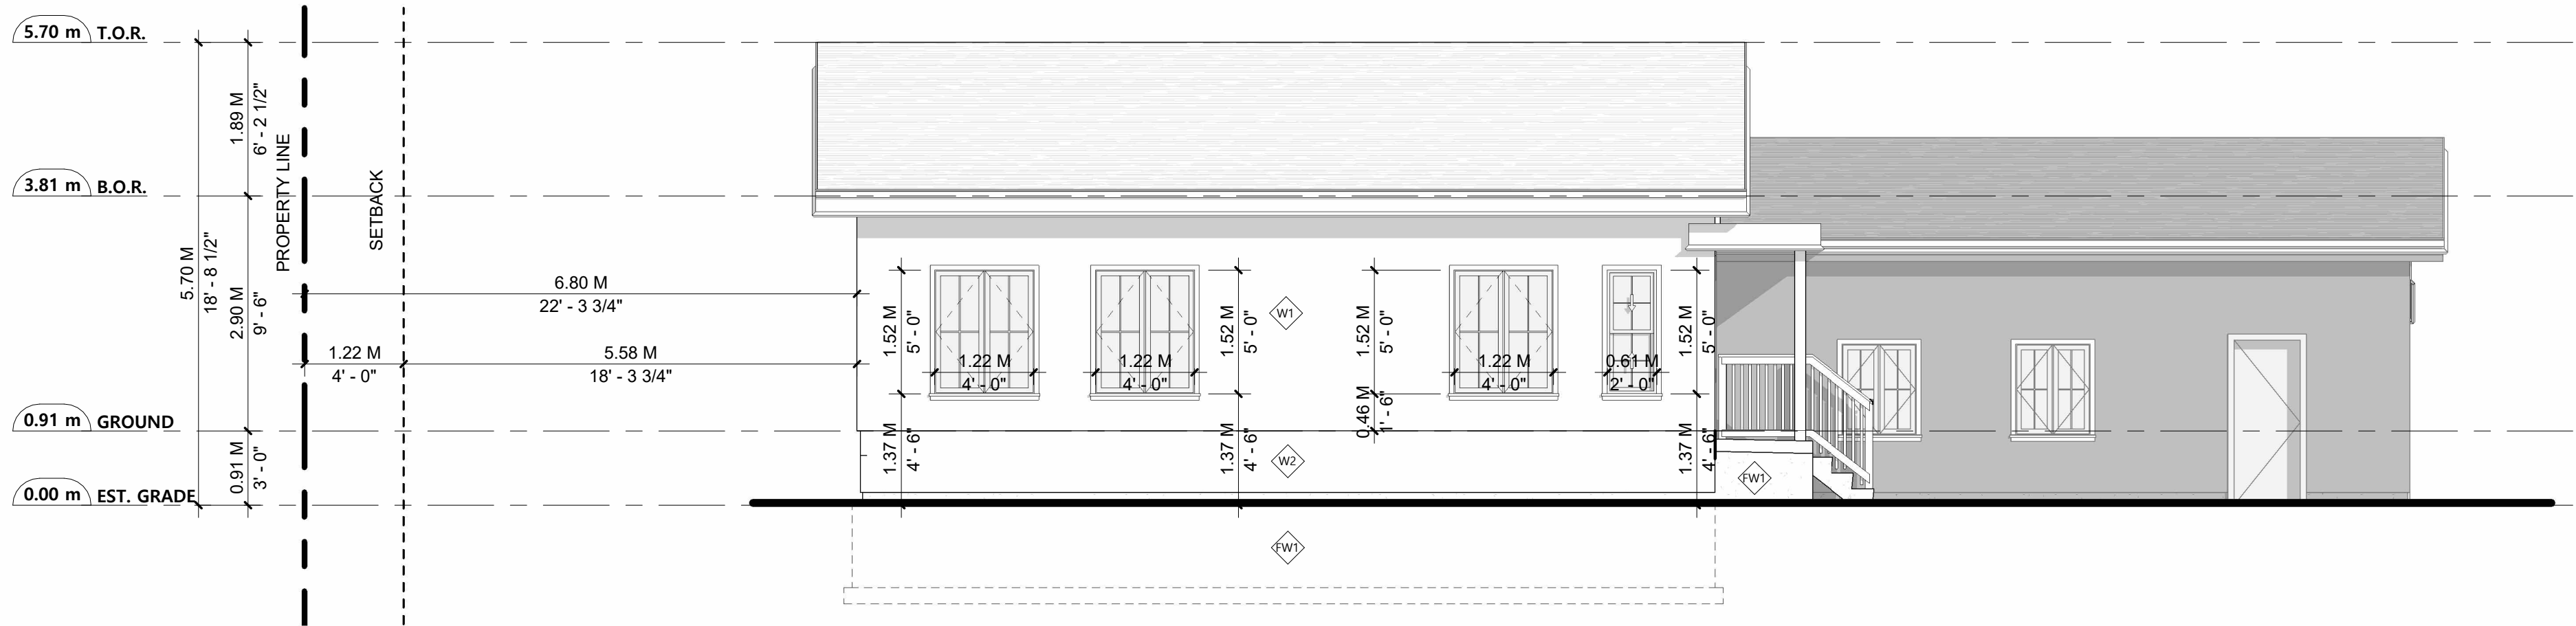 5.70 m T.O.R.
3.81 m B.O.R.
0.91 m GROUND
0.00 m EST. GRADE
5.70 M
18' - 8 1/2"
1.89 M
6' - 2 1/2"
2.90 M
9' - 6"
0.91 M
3' - 0"
PROPERTY LINE
SETBACK
6.80 M
22' - 3 3/4"
1.22 M
4' - 0"
5.58 M
18' - 3 3/4"
1.52 M
5' - 0"
1.37 M
4' - 6"
1.22 M
4' - 0"
1.22 M
4' - 0"
1.52 M
5' - 0"
1.37 M
4' - 6"
W1
W2
FW1
1.52 M
5' - 0"
0.46 M
1' - 6"
1.22 M
4' - 0"
0.61 M
2' - 0"
1.52 M
5' - 0"
1.37 M
4' - 6"
FW1